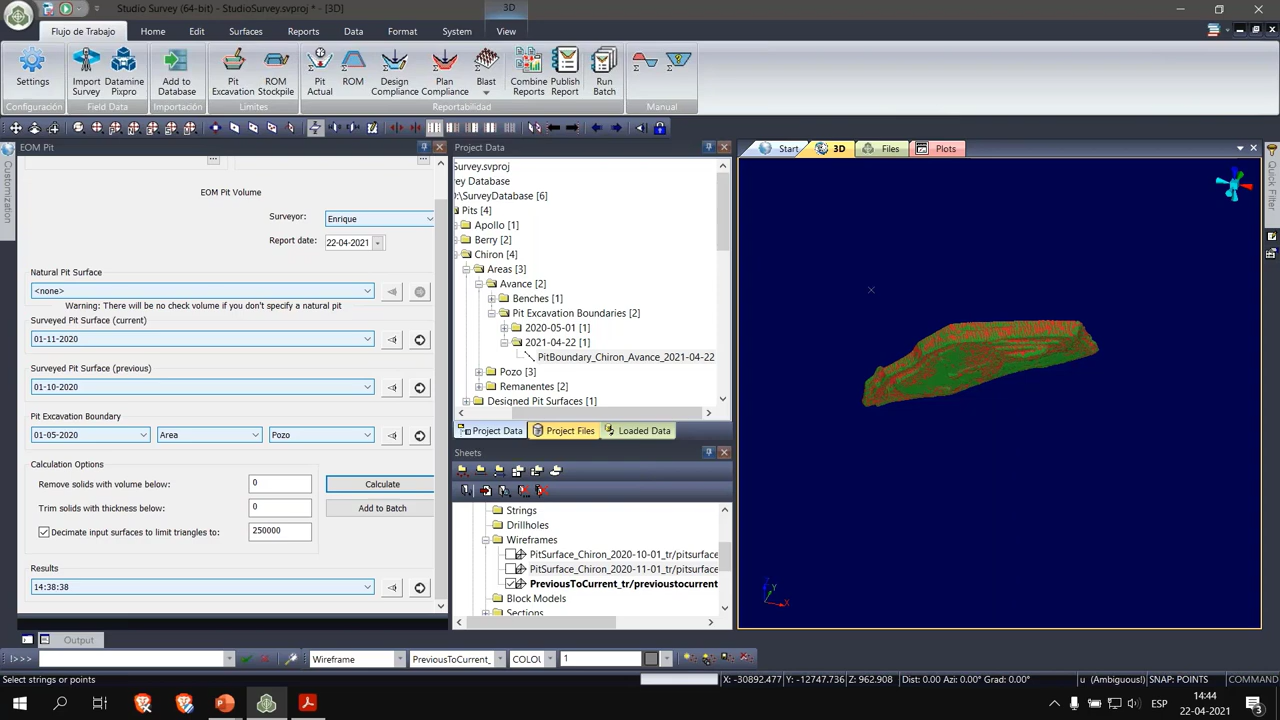 Studio Survey (64-bit) - StudioSurvey.svproj* - [3D]
3D
Flujo de Trabajo Home Edit Surfaces Reports Data Format System View
Settings Import Survey Datamine Pixpro Add to Database Pit Excavation ROM Stockpile Pit Actual ROM Design Compliance Plan Compliance Blast Combine Reports Publish Report Run Batch
Configuración Field Data Importación Limites Reportabilidad Manual
EOM Pit
Customization
EOM Pit Volume
Surveyor: Enrique
Report date: 22-04-2021
Natural Pit Surface
<none>
Warning: There will be no check volume if you don't specify a natural pit
Surveyed Pit Surface (current)
01-11-2020
Surveyed Pit Surface (previous)
01-10-2020
Pit Excavation Boundary
01-05-2020 Area Pozo
Calculation Options
Remove solids with volume below: 0 Calculate
Trim solids with thickness below: 0 Add to Batch
Decimate input surfaces to limit triangles to: 250000
Results
14:38:38
Project Data
Survey.svproj
ey Database
):\SurveyDatabase [6]
Pits [4]
Apollo [1]
Berry [2]
Chiron [4]
Areas [3]
Avance [2]
Benches [1]
Pit Excavation Boundaries [2]
2020-05-01 [1]
2021-04-22 [1]
PitBoundary_Chiron_Avance_2021-04-22
Pozo [3]
Remanentes [2]
Designed Pit Surfaces [1]
Project Data Project Files Loaded Data
Sheets
Strings
Drillholes
Wireframes
PitSurface_Chiron_2020-10-01_tr/pitsurface
PitSurface_Chiron_2020-11-01_tr/pitsurface
PreviousToCurrent_tr/previoustocurrent
Block Models
Sections
Start 3D Files Plots
Quick Filter
Z
Y
X
Output
!>>> Wireframe PreviousToCurrent_ COLOU 1
Select strings or points
X: -30892.477 Y: -12747.736 Z: 962.908 Dist: 0.00 Azi: 0.00° Grad: 0.00° u (Ambiguous!) SNAP: POINTS COMMAND
ESP
14:44
22-04-2021
3